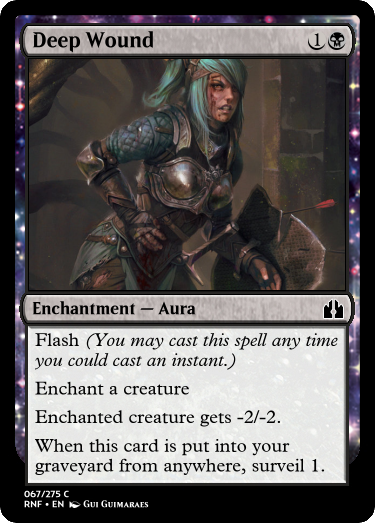 Deep Wound 1
Enchantment — Aura
Flash (You may cast this spell any time
you could cast an instant.)
Enchant a creature
Enchanted creature gets -2/-2.
When this card is put into your
graveyard from anywhere, surveil 1.
067/275 C
RNF • EN Gui Guimaraes